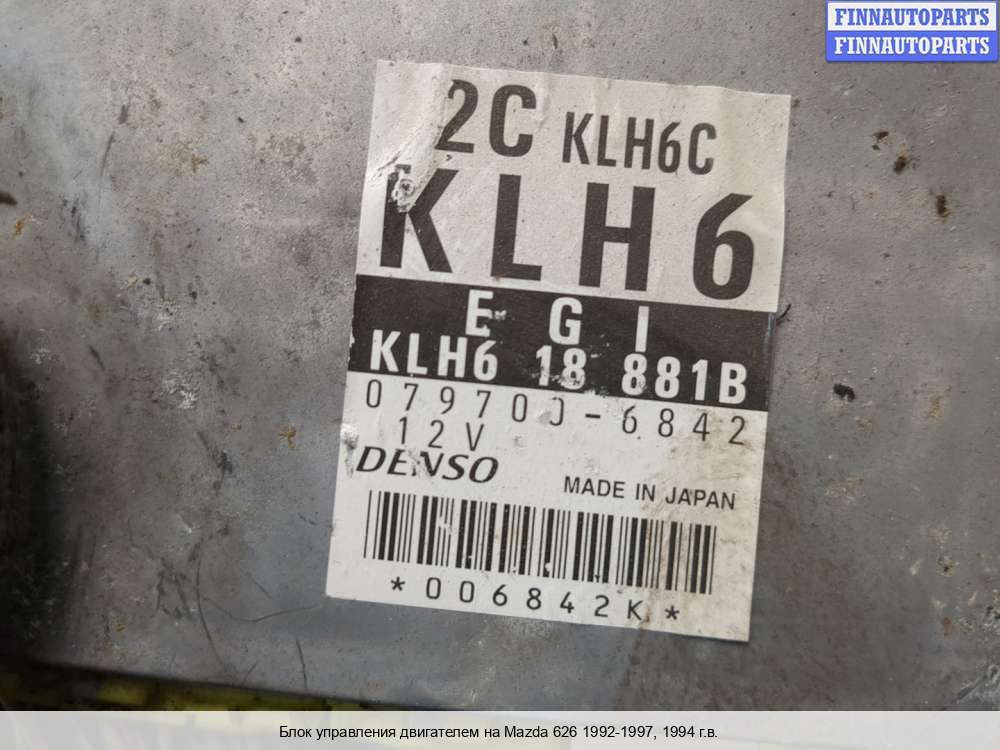 FINNAUTOPARTS
FINNAUTOPARTS
2C KLH6C
KLH6
E G I
KLH6 18 881B
079700-6842
12V
DENSO
MADE IN JAPAN
*006842K*
Блок управления двигателем на Mazda 626 1992-1997, 1994 г.в.